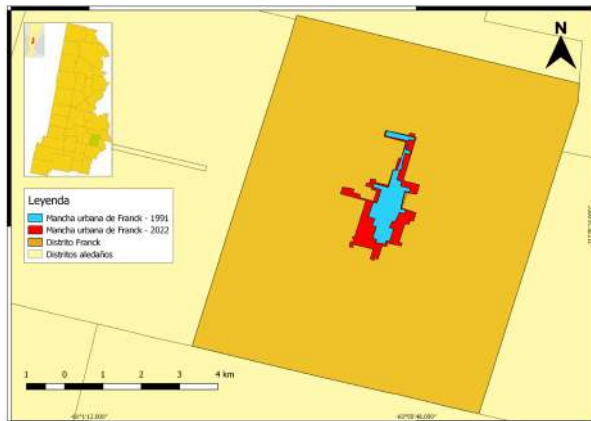 N
Leyenda
Mancha urbana de Franck - 1991
Mancha urbana de Franck - 2022
Distrito Franck
Distritos aledaños
1 0 1 2 3 4 km